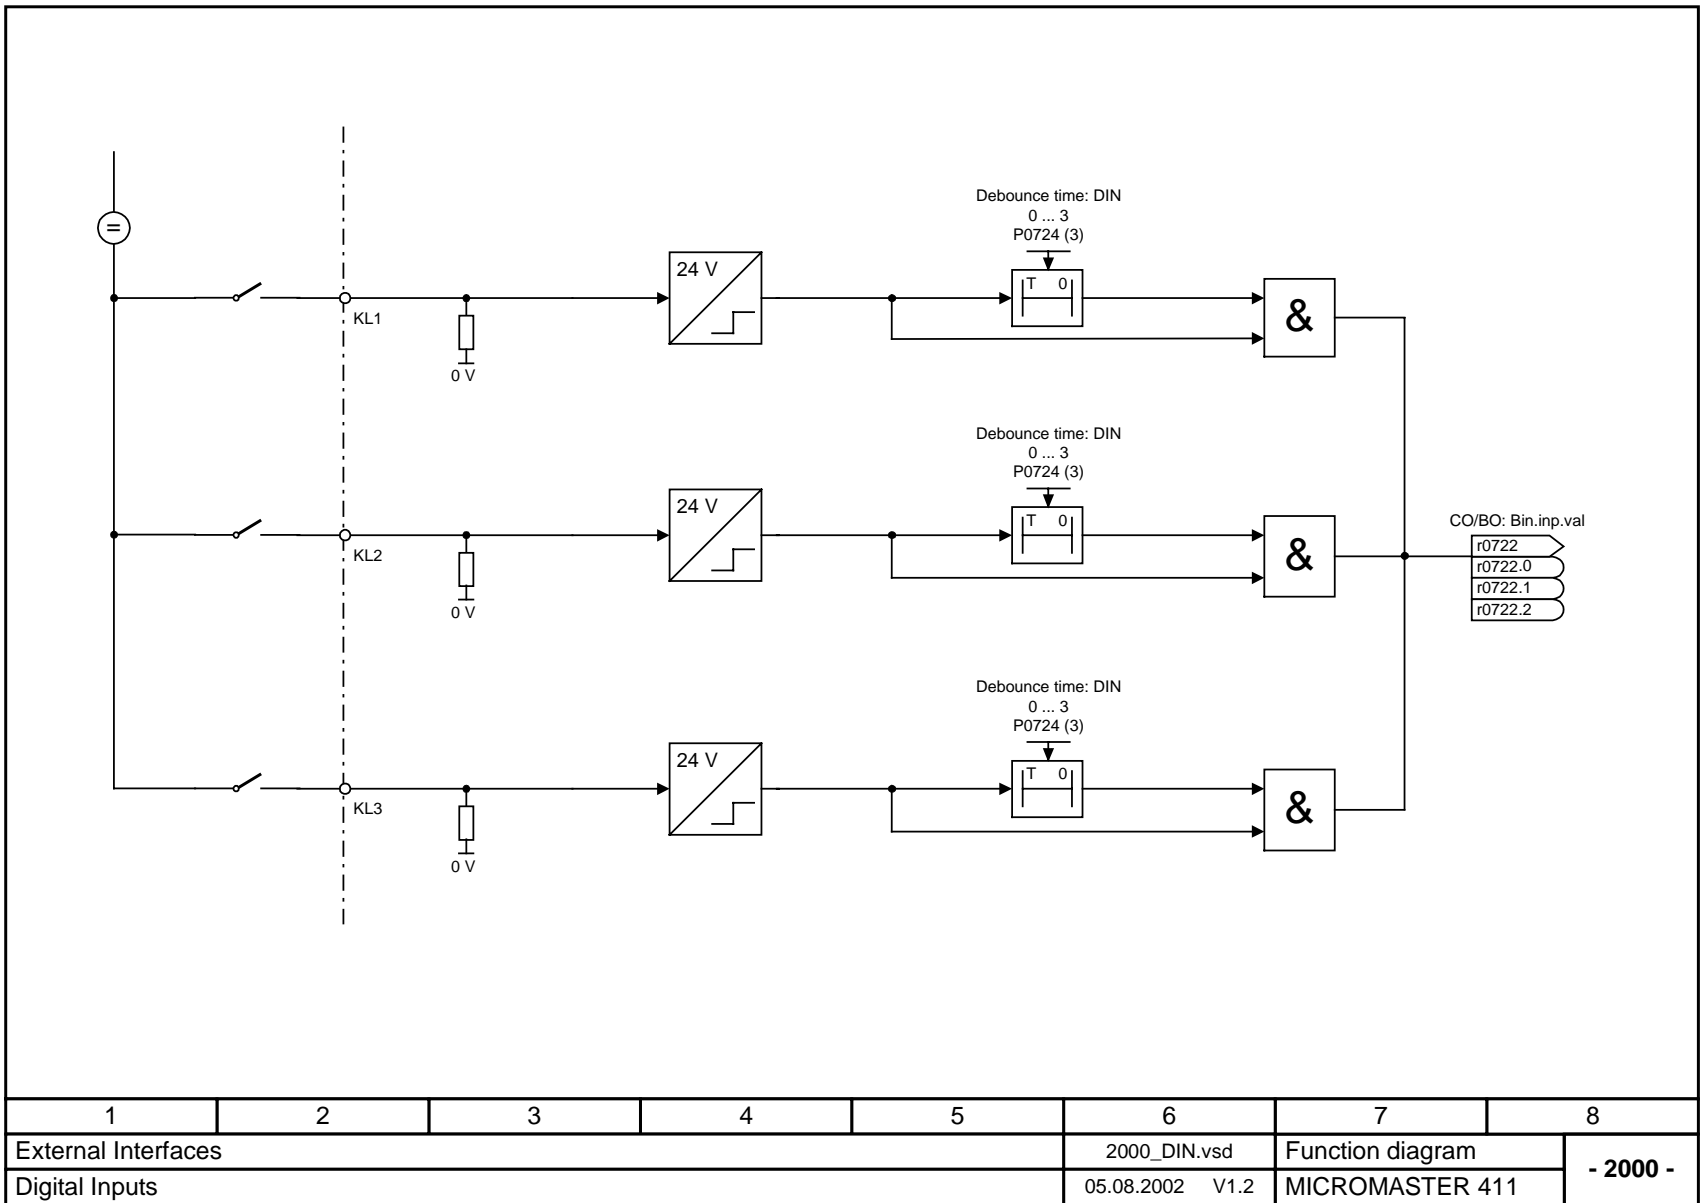 =
Debounce time: DIN
0 ... 3
P0724 (3)
24 V
T 0
&
KL1
0 V
Debounce time: DIN
0 ... 3
P0724 (3)
24 V
T 0
&
KL2
0 V
CO/BO: Bin.inp.val
r0722
r0722.0
r0722.1
r0722.2
Debounce time: DIN
0 ... 3
P0724 (3)
24 V
T 0
&
KL3
0 V
1 2 3 4 5 6 7 8
External Interfaces 2000_DIN.vsd Function diagram - 2000 -
Digital Inputs 05.08.2002 V1.2 MICROMASTER 411